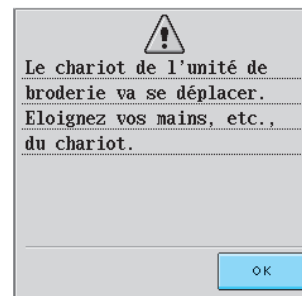 Le chariot de l'unité de
broderie va se déplacer.
Eloignez vos mains, etc.,
du chariot.
OK